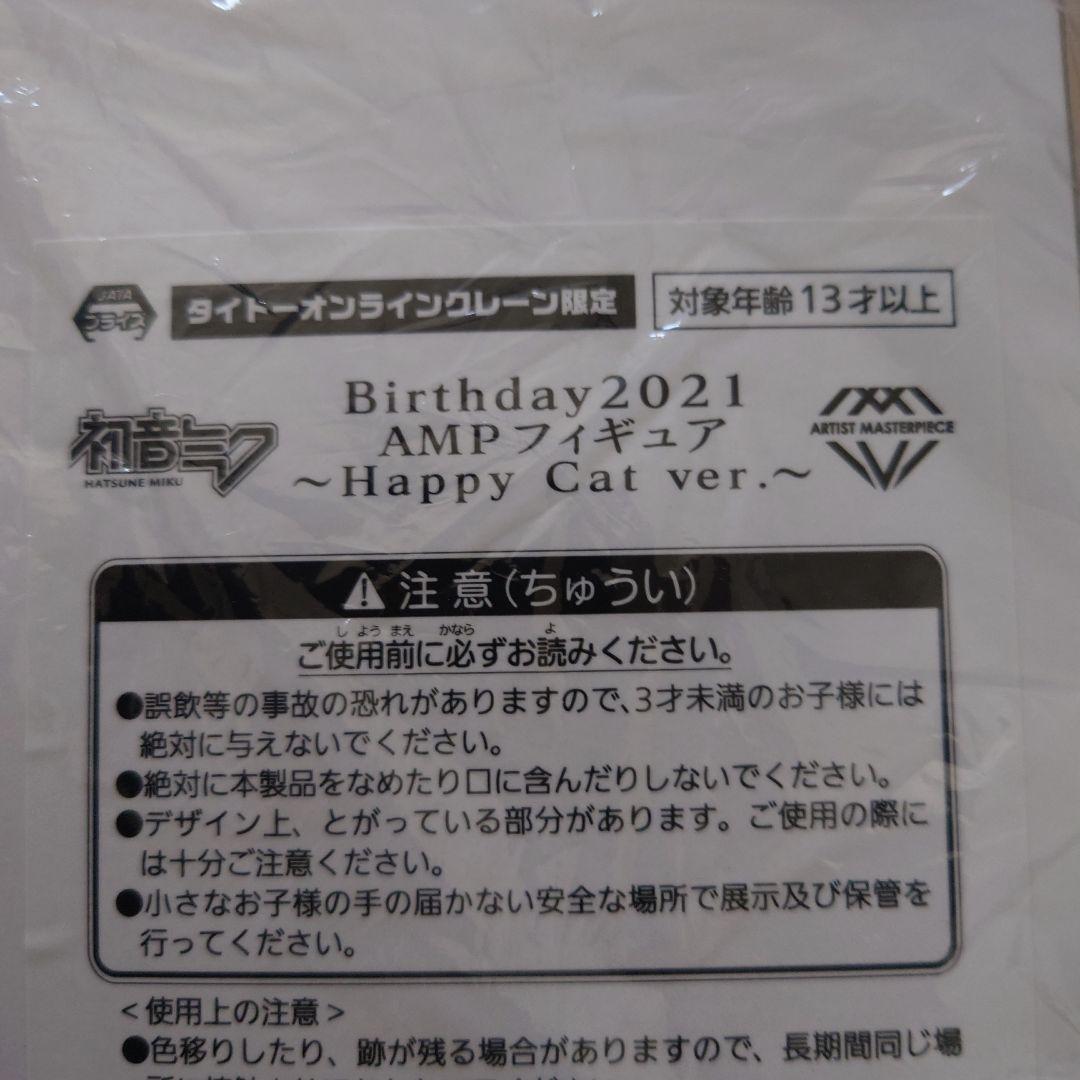 JAIA
プライズ
タイトーオンラインクレーン限定
対象年齢13才以上
初音ミク
HATSUNE MIKU
Birthday2021
AMPフィギュア
～Happy Cat ver.～
ARTIST MASTERPIECE
注意(ちゅうい)
し よう まえ かなら よ
ご使用前に必ずお読みください。
●誤飲等の事故の恐れがありますので、3才未満のお子様には
絶対に与えないでください。
●絶対に本製品をなめたり口に含んだりしないでください。
●デザイン上、とがっている部分があります。ご使用の際に
は十分ご注意ください。
●小さなお子様の手の届かない安全な場所で展示及び保管を
行ってください。
<使用上の注意>
●色移りしたり、跡が残る場合がありますので、長期間同じ場